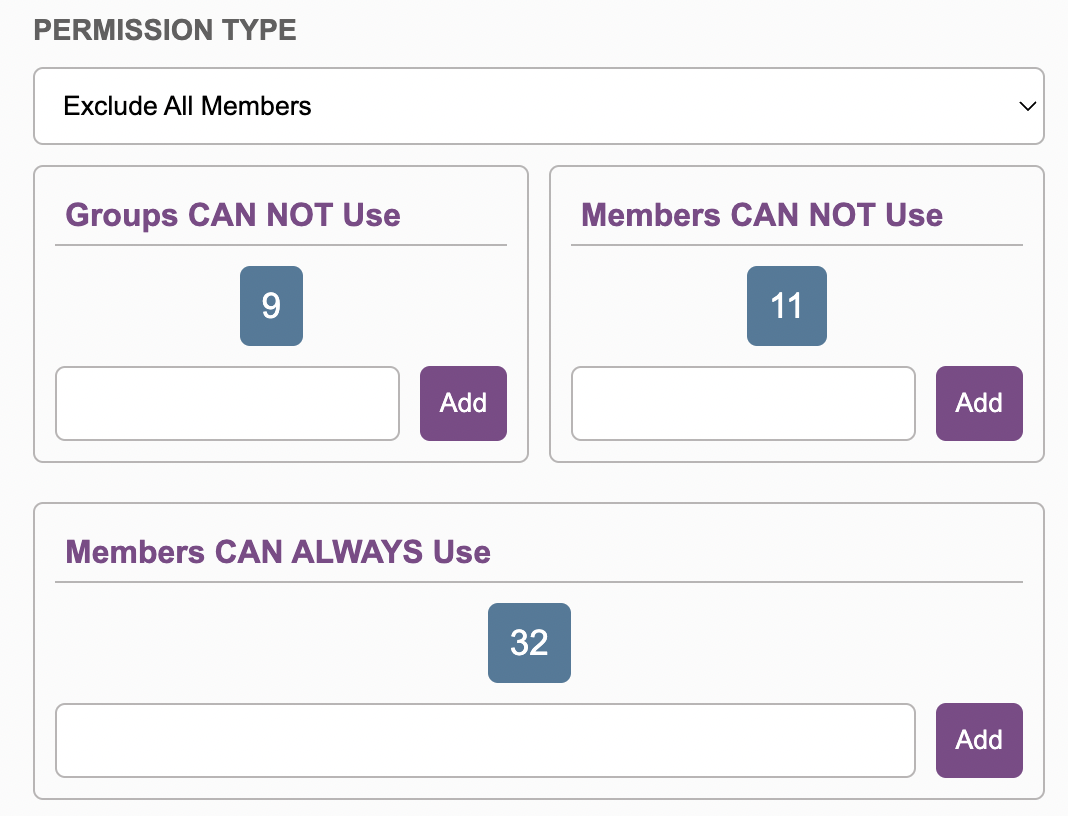 PERMISSION TYPE
Exclude All Members
Groups CAN NOT Use
9
Add
Members CAN NOT Use
11
Add
Members CAN ALWAYS Use
32
Add